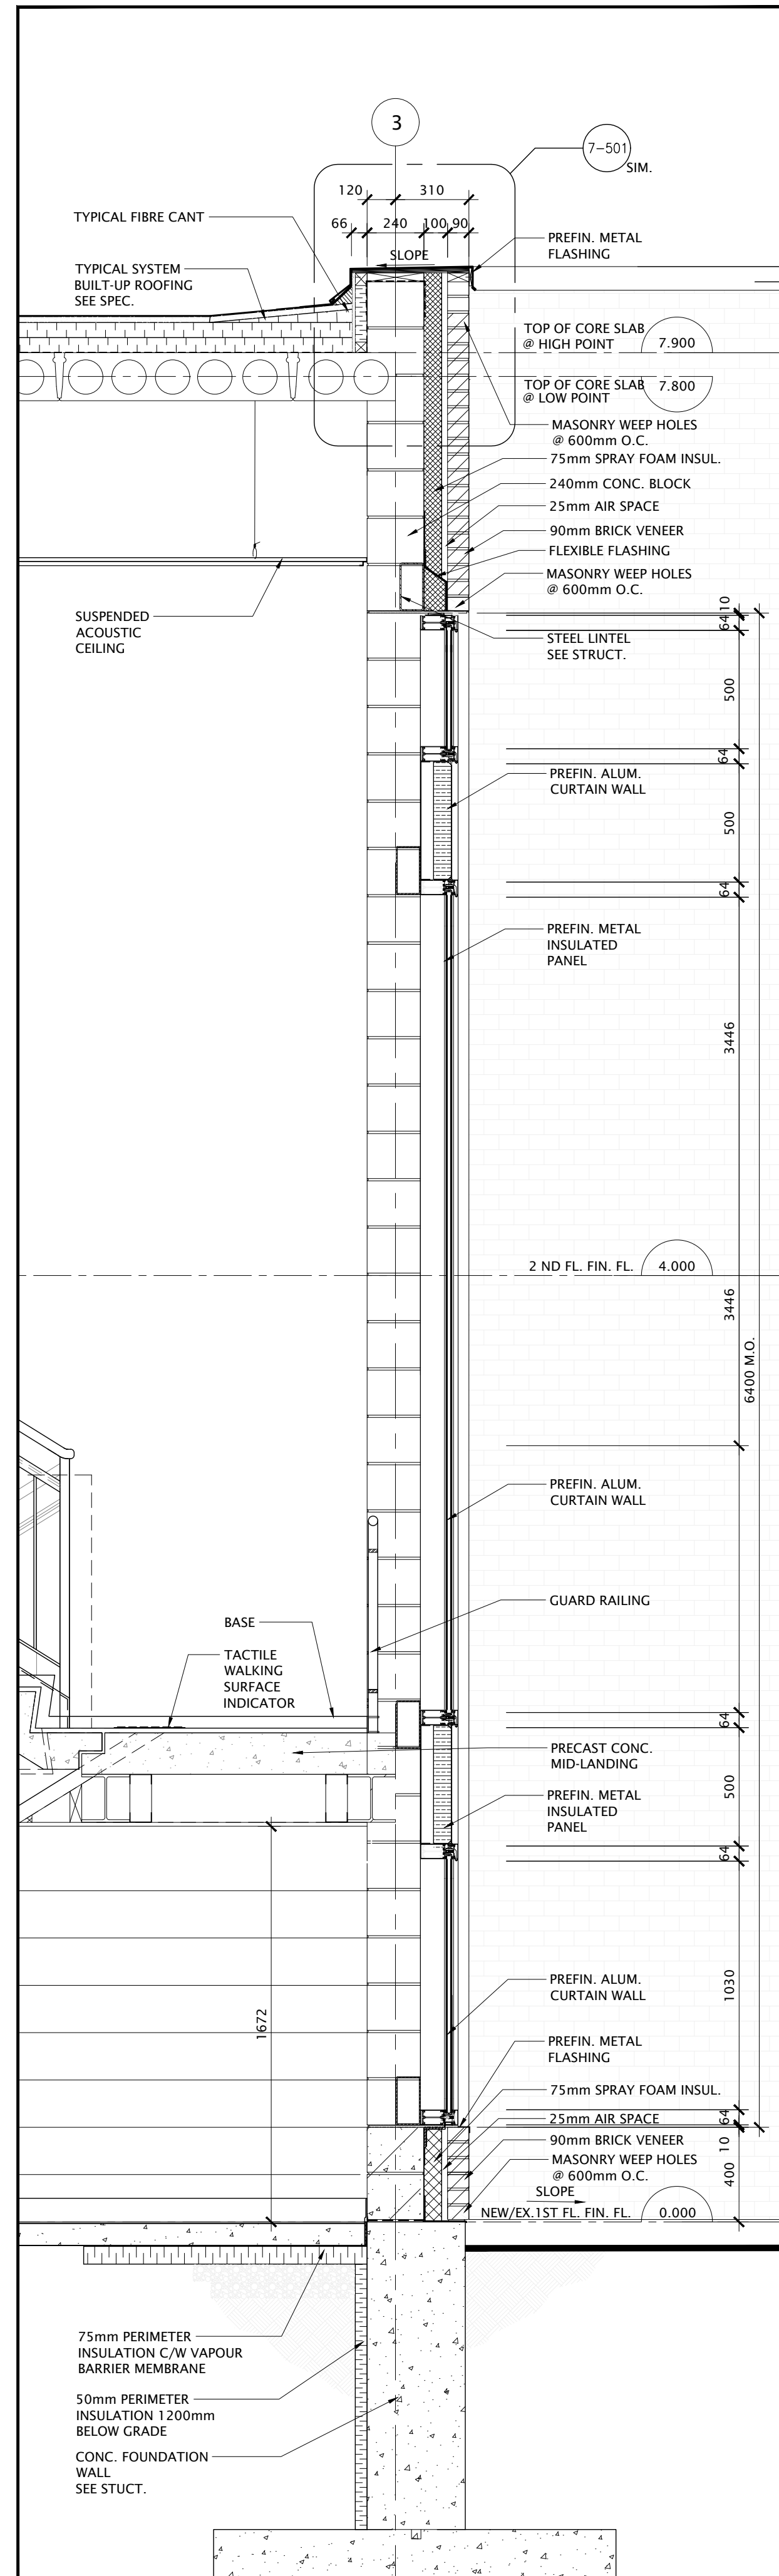 3
7-501
SIM.
120
310
66
240
100
90
SLOPE
TYPICAL FIBRE CANT
TYPICAL SYSTEM
BUILT-UP ROOFING
SEE SPEC.
PREFIN. METAL
FLASHING
TOP OF CORE SLAB
@ HIGH POINT
7.900
TOP OF CORE SLAB
@ LOW POINT
7.800
MASONRY WEEP HOLES
@ 600mm O.C.
75mm SPRAY FOAM INSUL.
240mm CONC. BLOCK
25mm AIR SPACE
90mm BRICK VENEER
FLEXIBLE FLASHING
MASONRY WEEP HOLES
@ 600mm O.C.
SUSPENDED
ACOUSTIC
CEILING
STEEL LINTEL
SEE STRUCT.
10
64
500
64
PREFIN. ALUM.
CURTAIN WALL
500
64
PREFIN. METAL
INSULATED
PANEL
3446
2 ND FL. FIN. FL.
4.000
3446
6400 M.O.
PREFIN. ALUM.
CURTAIN WALL
GUARD RAILING
BASE
TACTILE
WALKING
SURFACE
INDICATOR
64
PRECAST CONC.
MID-LANDING
500
PREFIN. METAL
INSULATED
PANEL
64
1672
PREFIN. ALUM.
CURTAIN WALL
1030
PREFIN. METAL
FLASHING
75mm SPRAY FOAM INSUL.
64
25mm AIR SPACE
10
90mm BRICK VENEER
MASONRY WEEP HOLES
@ 600mm O.C.
400
SLOPE
NEW/EX.1ST FL. FIN. FL.
0.000
75mm PERIMETER
INSULATION C/W VAPOUR
BARRIER MEMBRANE
50mm PERIMETER
INSULATION 1200mm
BELOW GRADE
CONC. FOUNDATION
WALL
SEE STUCT.